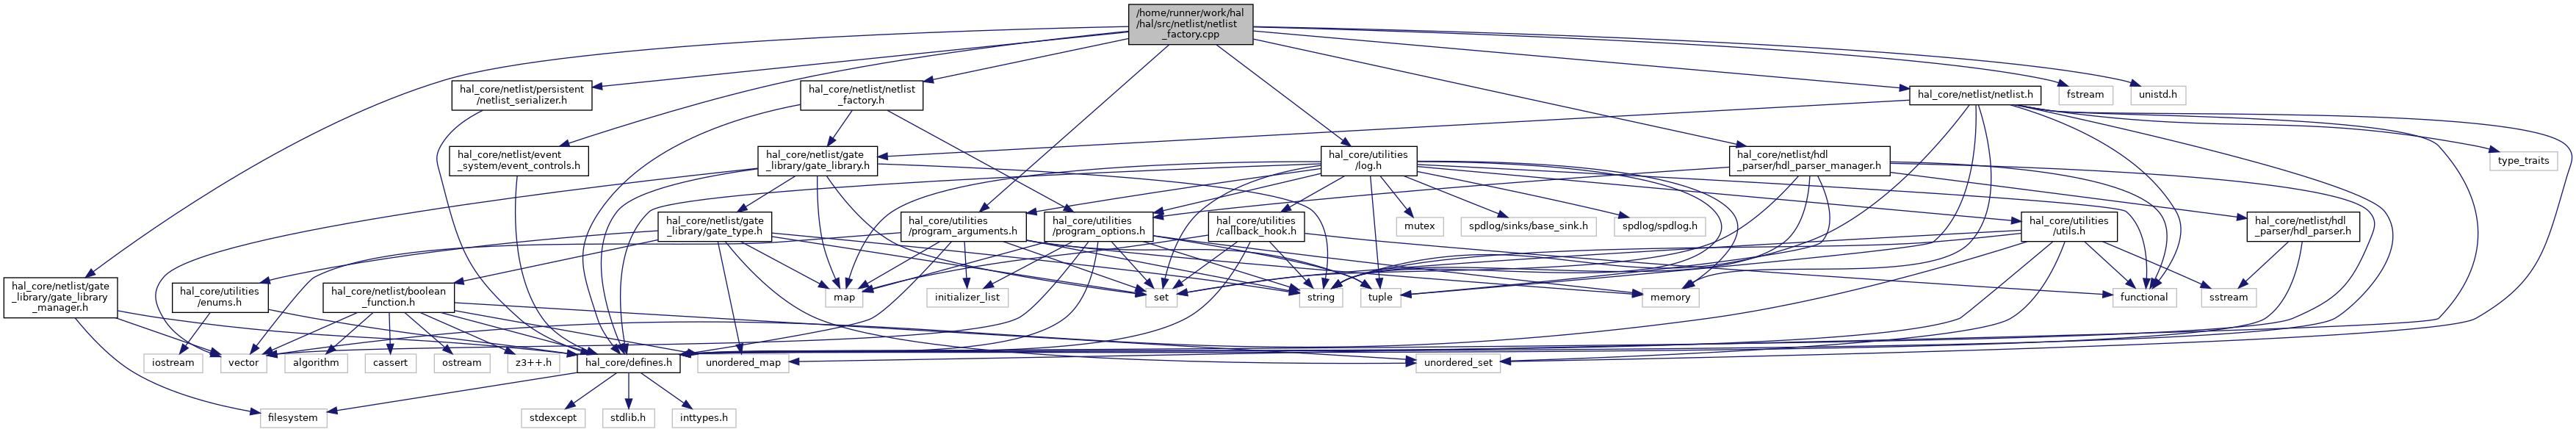 /home/runner/work/hal
/hal/src/netlist/netlist
_factory.cpp
hal_core/netlist/persistent
/netlist_serializer.h
hal_core/netlist/netlist
_factory.h
hal_core/netlist/netlist.h
fstream
unistd.h
hal_core/netlist/event
_system/event_controls.h
hal_core/netlist/gate
_library/gate_library.h
hal_core/utilities
/log.h
hal_core/netlist/hdl
_parser/hdl_parser_manager.h
type_traits
hal_core/netlist/gate
_library/gate_type.h
hal_core/utilities
/program_arguments.h
hal_core/utilities
/program_options.h
hal_core/utilities
/callback_hook.h
mutex
spdlog/sinks/base_sink.h
spdlog/spdlog.h
hal_core/utilities
/utils.h
hal_core/netlist/hdl
_parser/hdl_parser.h
hal_core/netlist/gate
_library/gate_library
_manager.h
hal_core/utilities
/enums.h
hal_core/netlist/boolean
_function.h
map
initializer_list
set
string
tuple
memory
functional
sstream
iostream
vector
algorithm
cassert
ostream
z3++.h
hal_core/defines.h
unordered_map
unordered_set
filesystem
stdexcept
stdlib.h
inttypes.h